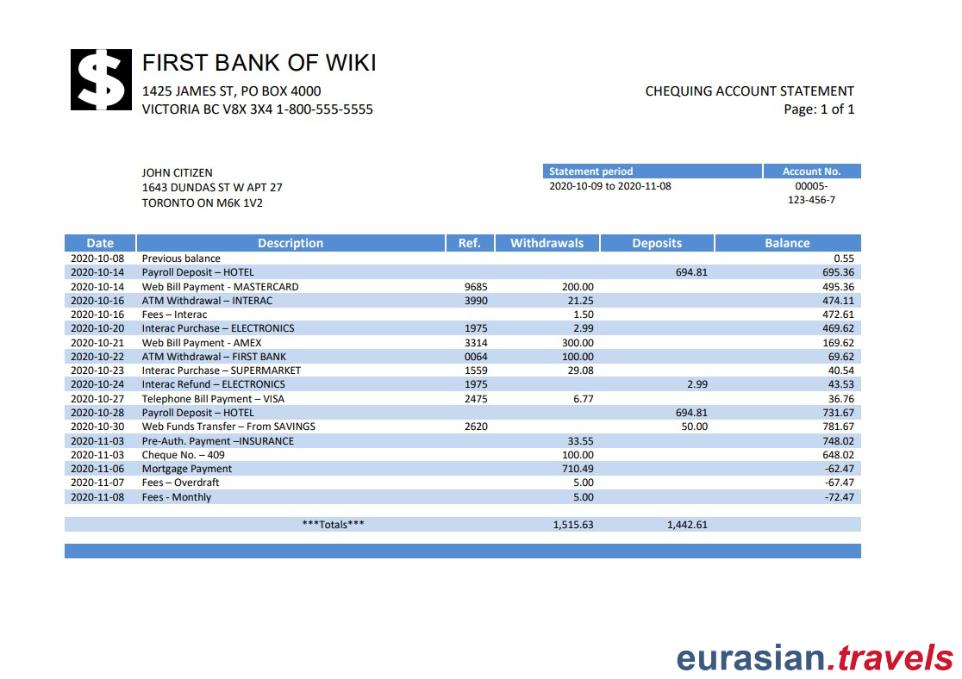 $
FIRST BANK OF WIKI
1425 JAMES ST, PO BOX 4000
VICTORIA BC V8X 3X4 1-800-555-5555
CHEQUING ACCOUNT STATEMENT
Page: 1 of 1
JOHN CITIZEN
1643 DUNDAS ST W APT 27
TORONTO ON M6K 1V2
Statement period Account No.
2020-10-09 to 2020-11-08 00005-
123-456-7
Date Description Ref. Withdrawals Deposits Balance
2020-10-08 Previous balance 0.55
2020-10-14 Payroll Deposit – HOTEL 694.81 695.36
2020-10-14 Web Bill Payment - MASTERCARD 9685 200.00 495.36
2020-10-16 ATM Withdrawal – INTERAC 3990 21.25 474.11
2020-10-16 Fees – Interac 1.50 472.61
2020-10-20 Interac Purchase – ELECTRONICS 1975 2.99 469.62
2020-10-21 Web Bill Payment - AMEX 3314 300.00 169.62
2020-10-22 ATM Withdrawal – FIRST BANK 0064 100.00 69.62
2020-10-23 Interac Purchase – SUPERMARKET 1559 29.08 40.54
2020-10-24 Interac Refund – ELECTRONICS 1975 2.99 43.53
2020-10-27 Telephone Bill Payment – VISA 2475 6.77 36.76
2020-10-28 Payroll Deposit – HOTEL 694.81 731.67
2020-10-30 Web Funds Transfer – From SAVINGS 2620 50.00 781.67
2020-11-03 Pre-Auth. Payment –INSURANCE 33.55 748.02
2020-11-03 Cheque No. – 409 100.00 648.02
2020-11-06 Mortgage Payment 710.49 -62.47
2020-11-07 Fees – Overdraft 5.00 -67.47
2020-11-08 Fees - Monthly 5.00 -72.47
***Totals*** 1,515.63 1,442.61
eurasian.travels